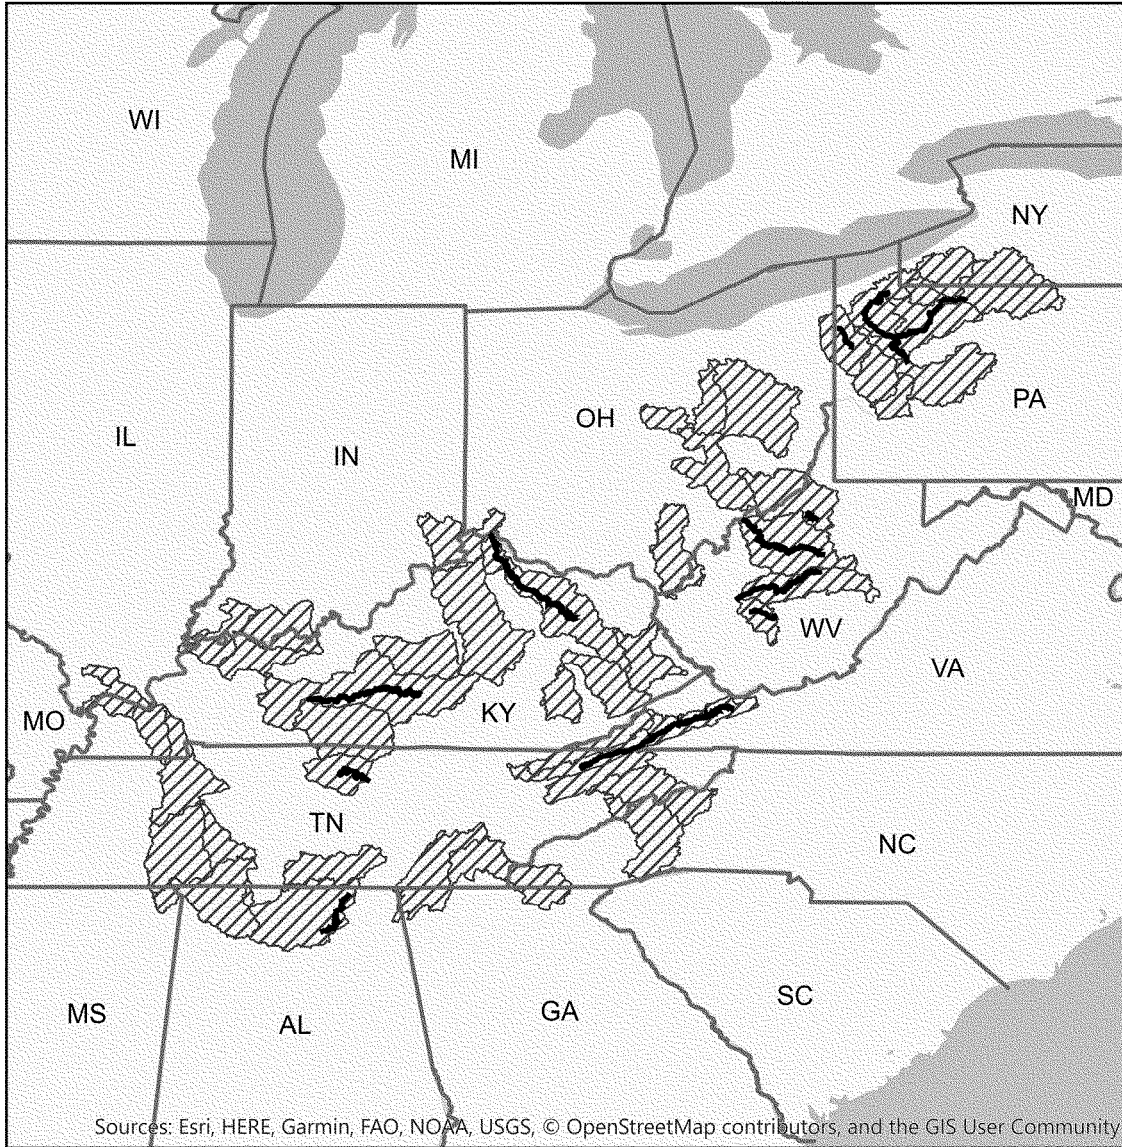 WI
MI
NY
PA
OH
IL
IN
MD
WV
VA
KY
MO
TN
NC
SC
MS
AL
GA
Sources: Esri, HERE, Garmin, FAO, NOAA, USGS, © OpenStreetMap contributors, and the GIS User Community